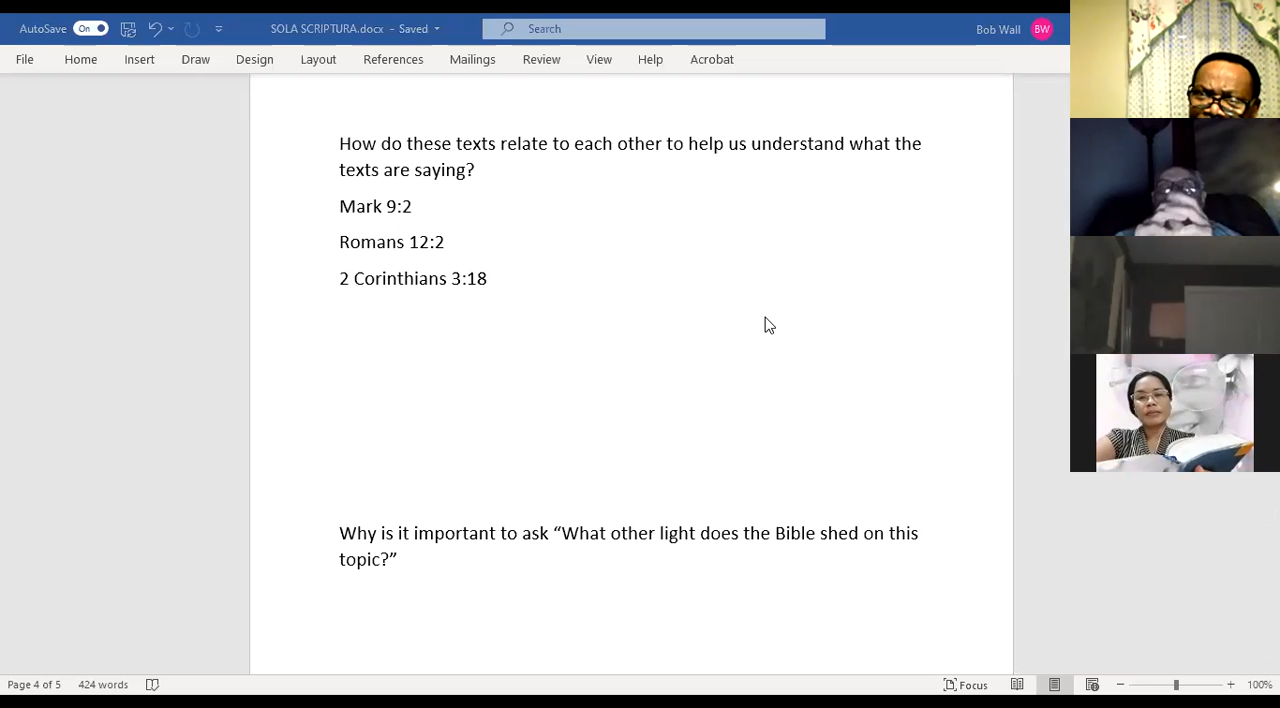 AutoSave On SOLA SCRIPTURA.docx - Saved Search Bob Wall BW
File Home Insert Draw Design Layout References Mailings Review View Help Acrobat
How do these texts relate to each other to help us understand what the
texts are saying?
Mark 9:2
Romans 12:2
2 Corinthians 3:18
Why is it important to ask “What other light does the Bible shed on this
topic?”
Page 4 of 5 424 words Focus 100%